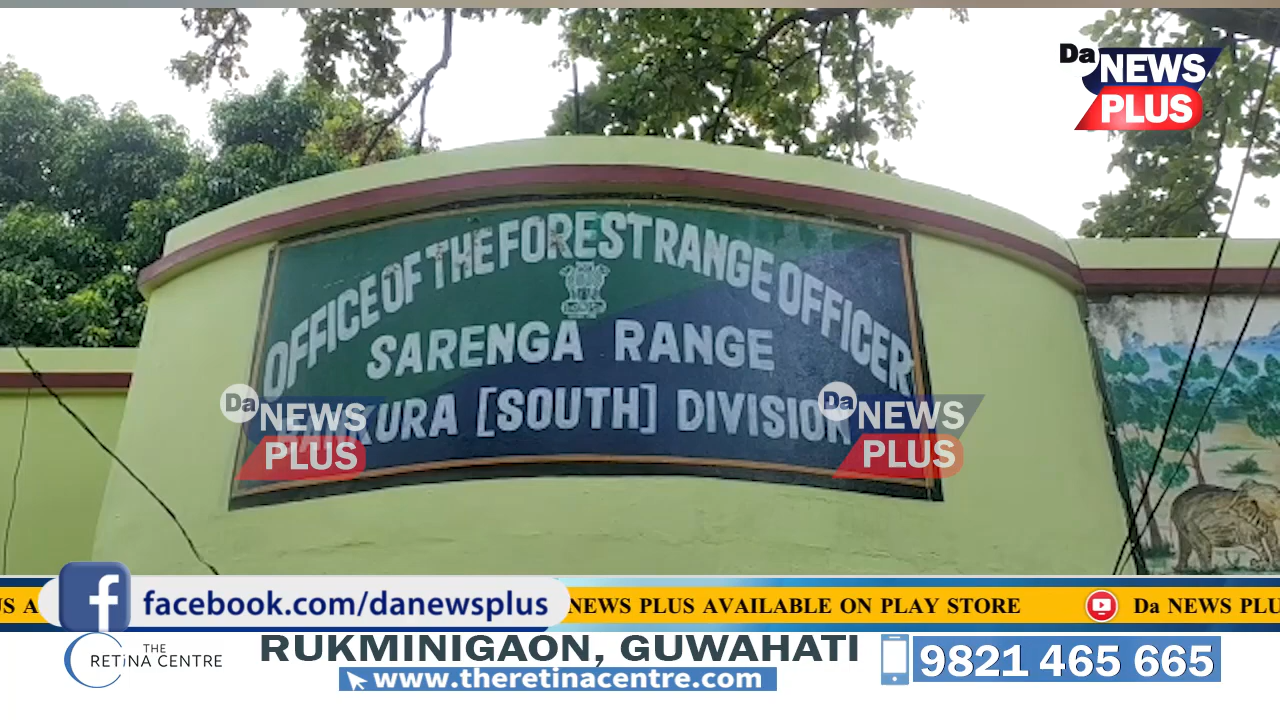 Da
NEWS
PLUS
OFFICE OF THE FOREST RANGE OFFICER
SARENGA RANGE
BANKURA [SOUTH] DIVISION
Da
NEWS
PLUS
Da
NEWS
PLUS
US A
facebook.com/danewsplus
NEWS PLUS AVAILABLE ON PLAY STORE
Da NEWS PLU
THE
RETINA CENTRE
RUKMINIGAON, GUWAHATI
www.theretinacentre.com
9821 465 665